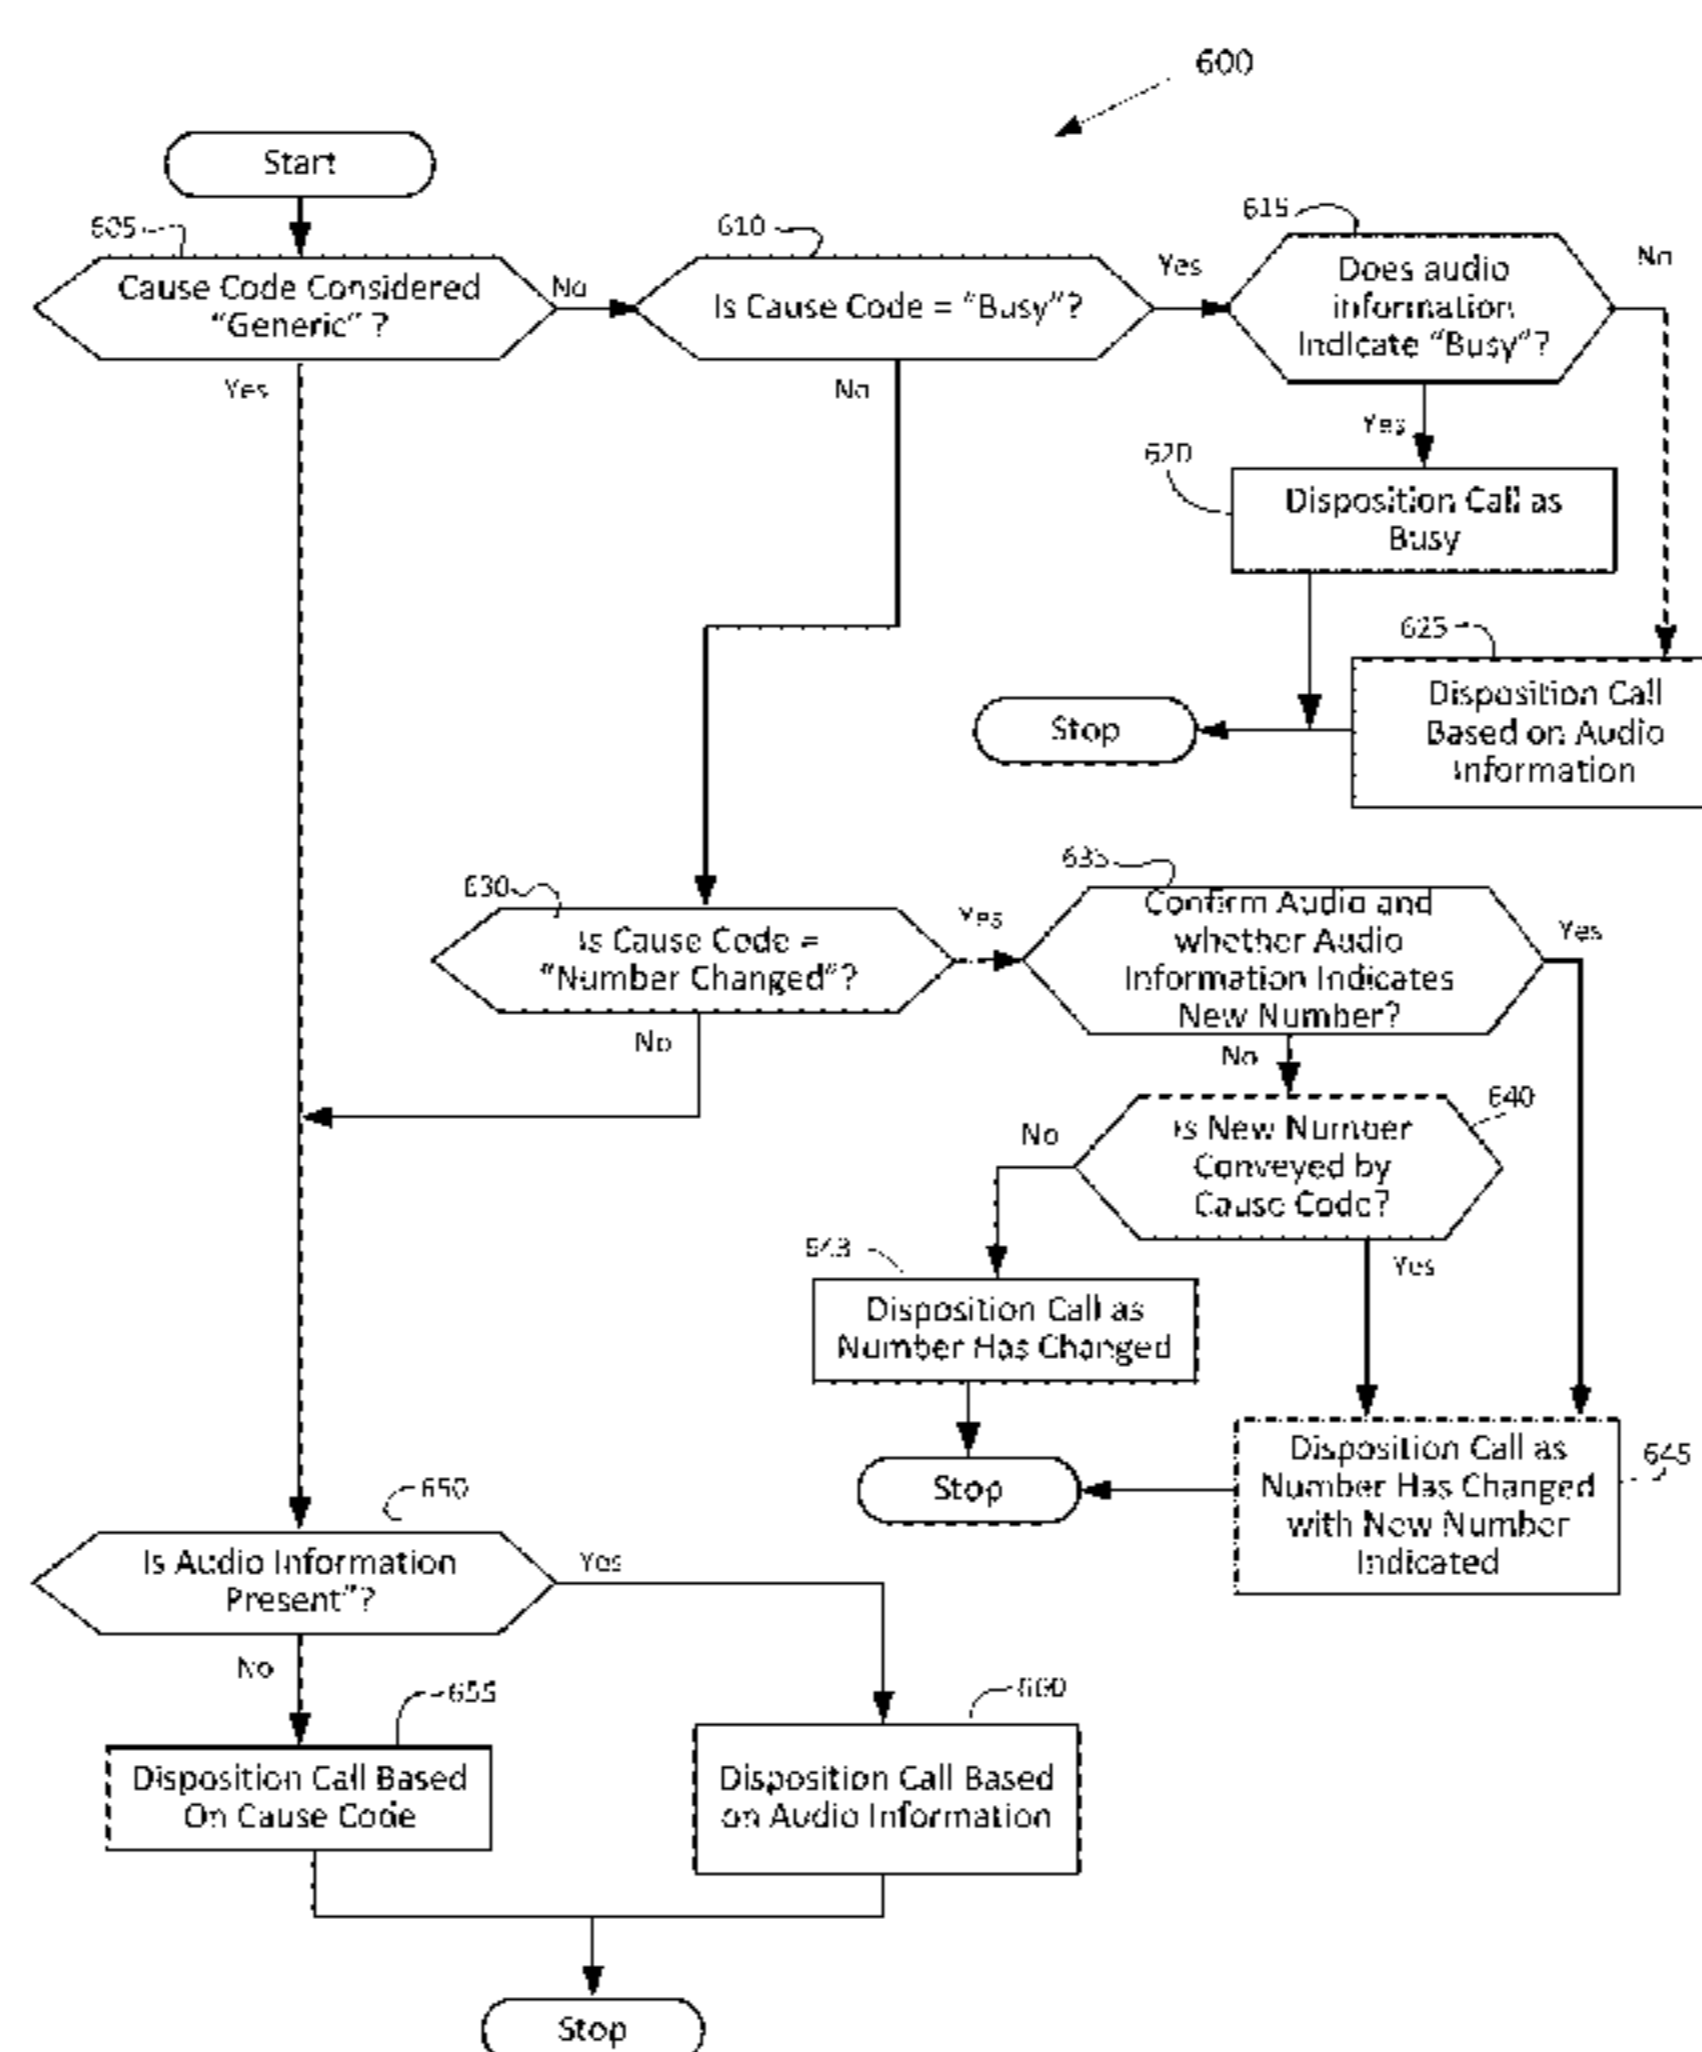 600
Start
605
Cause Code Considered
"Generic" ?
No
Yes
610
Is Cause Code = "Busy"?
Yes
No
615
Does audio
information
Indicate "Busy"?
No
Yes
620
Disposition Call as
Busy
625
Disposition Call
Based on Audio
Information
Stop
630
Is Cause Code =
"Number Changed"?
Yes
No
635
Confirm Audio and
whether Audio
Information Indicates
New Number?
Yes
No
640
Is New Number
Conveyed by
Cause Code?
No
Yes
643
Disposition Call as
Number Has Changed
Stop
645
Disposition Call as
Number Has Changed
with New Number
Indicated
650
Is Audio Information
Present"?
Yes
No
655
Disposition Call Based
On Cause Code
660
Disposition Call Based
on Audio Information
Stop